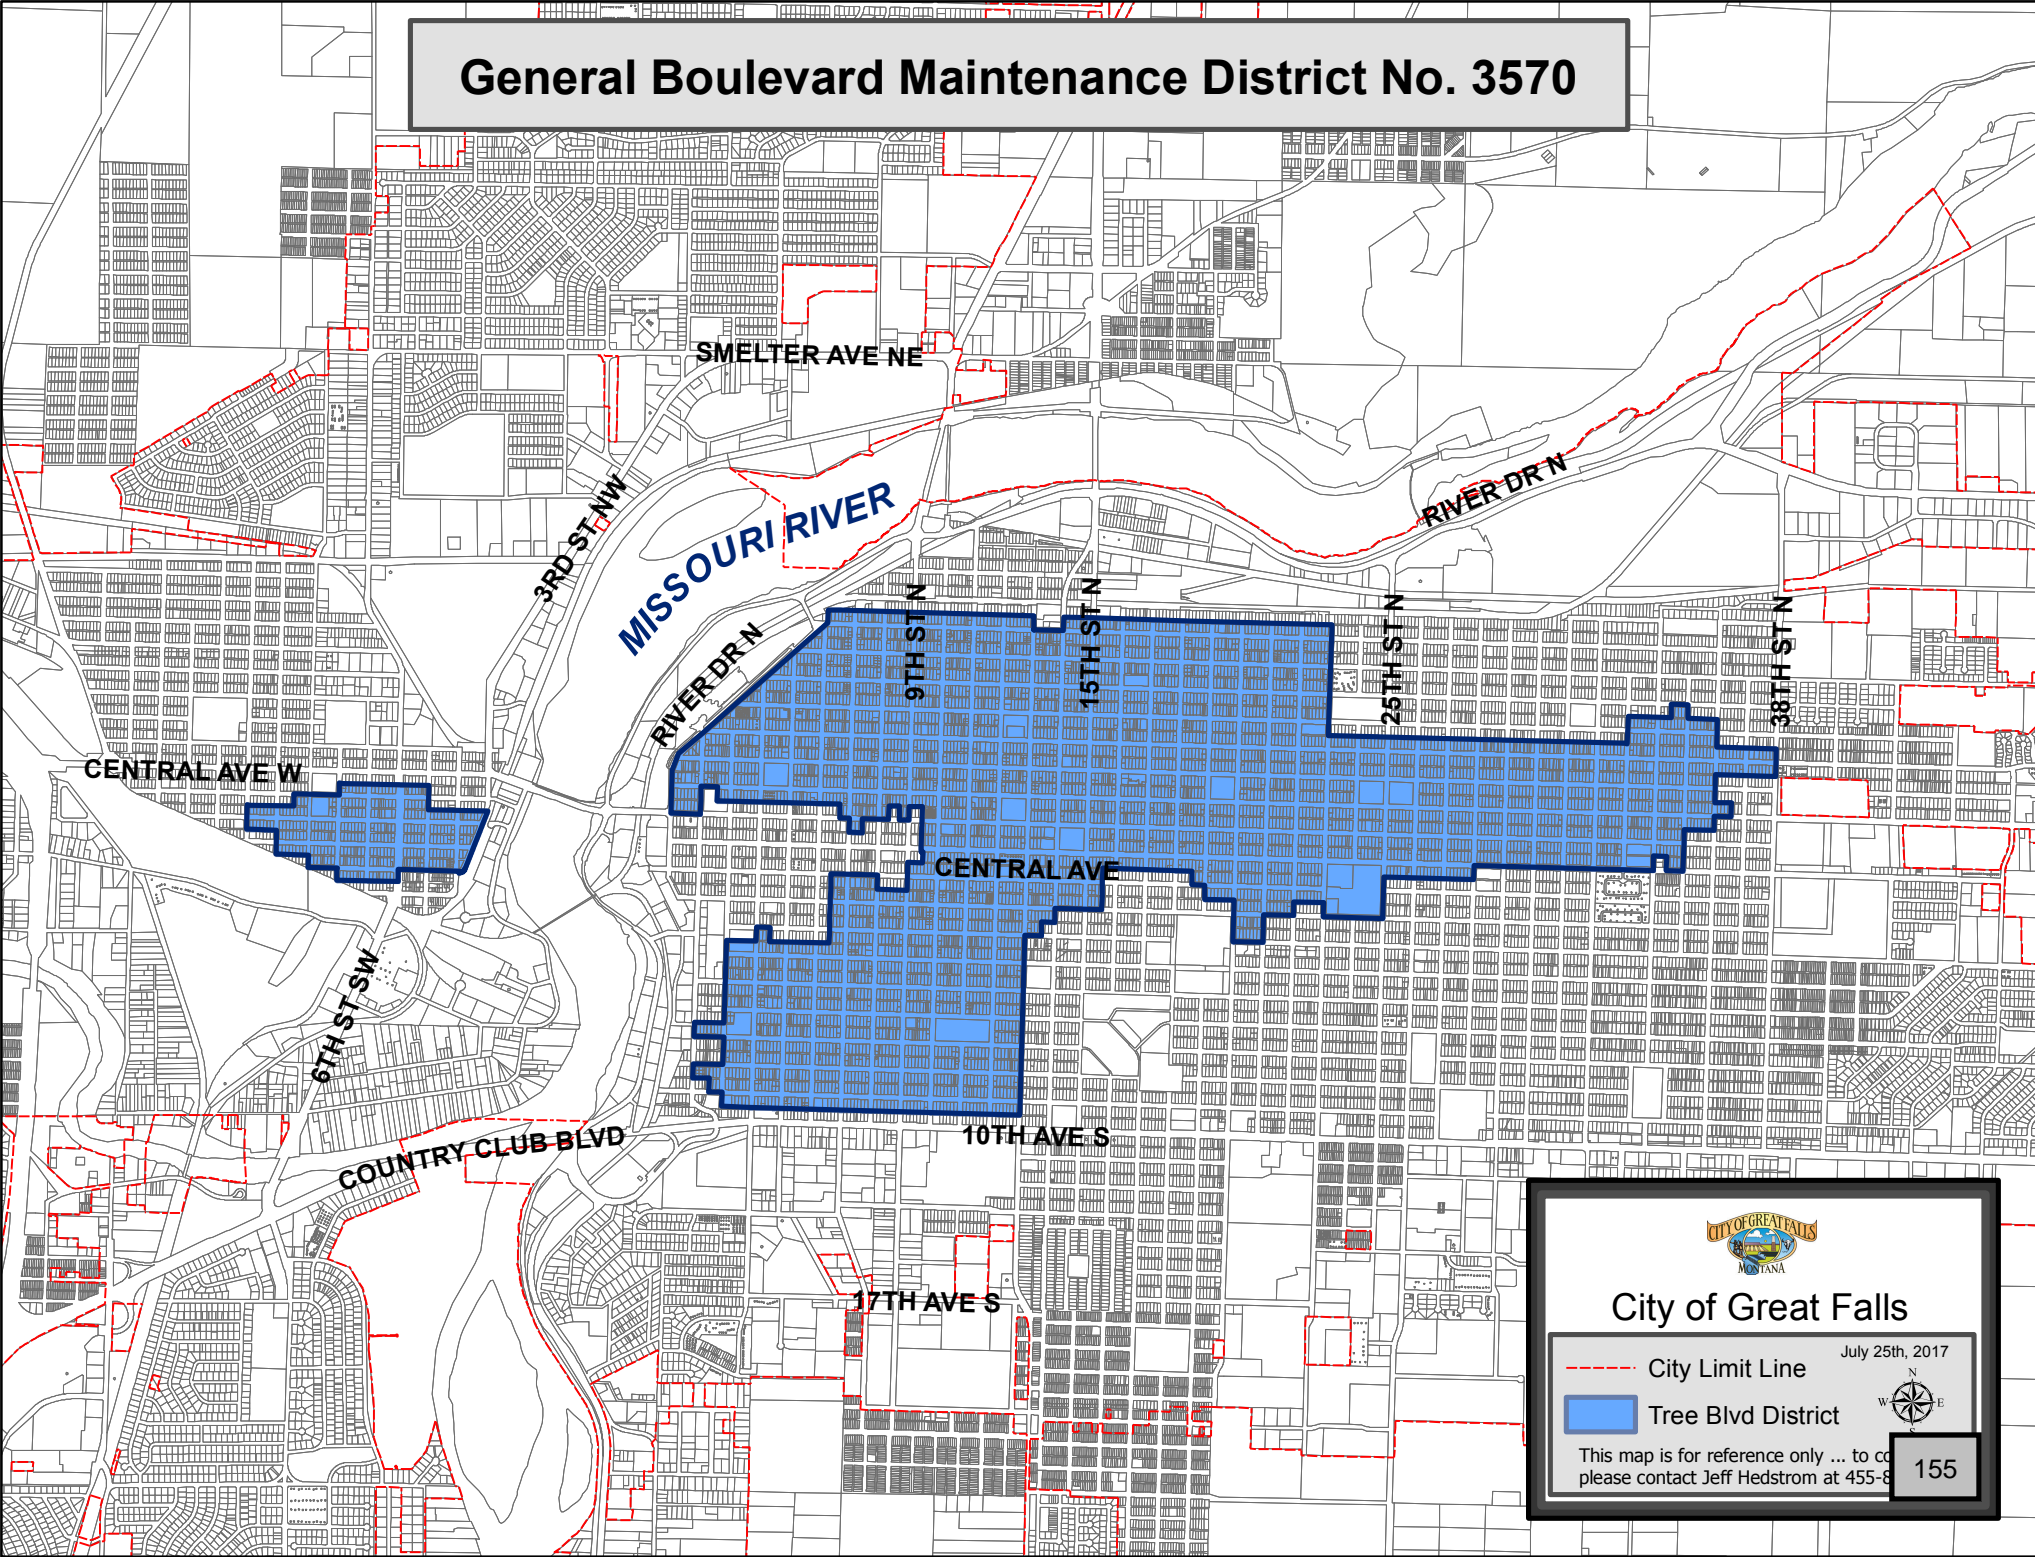 General Boulevard Maintenance District No. 3570
SMELTER AVE NE
3RD ST NW
MISSOURI RIVER
RIVER DR N
RIVER DR N
9TH ST N
15TH ST N
25TH ST N
38TH ST N
CENTRAL AVE W
CENTRAL AVE
6TH ST SW
COUNTRY CLUB BLVD
10TH AVE S
17TH AVE S
CITY OF GREAT FALLS
MONTANA
City of Great Falls
July 25th, 2017
City Limit Line
N
W E
S
Tree Blvd District
This map is for reference only ... to co
please contact Jeff Hedstrom at 455-8
155